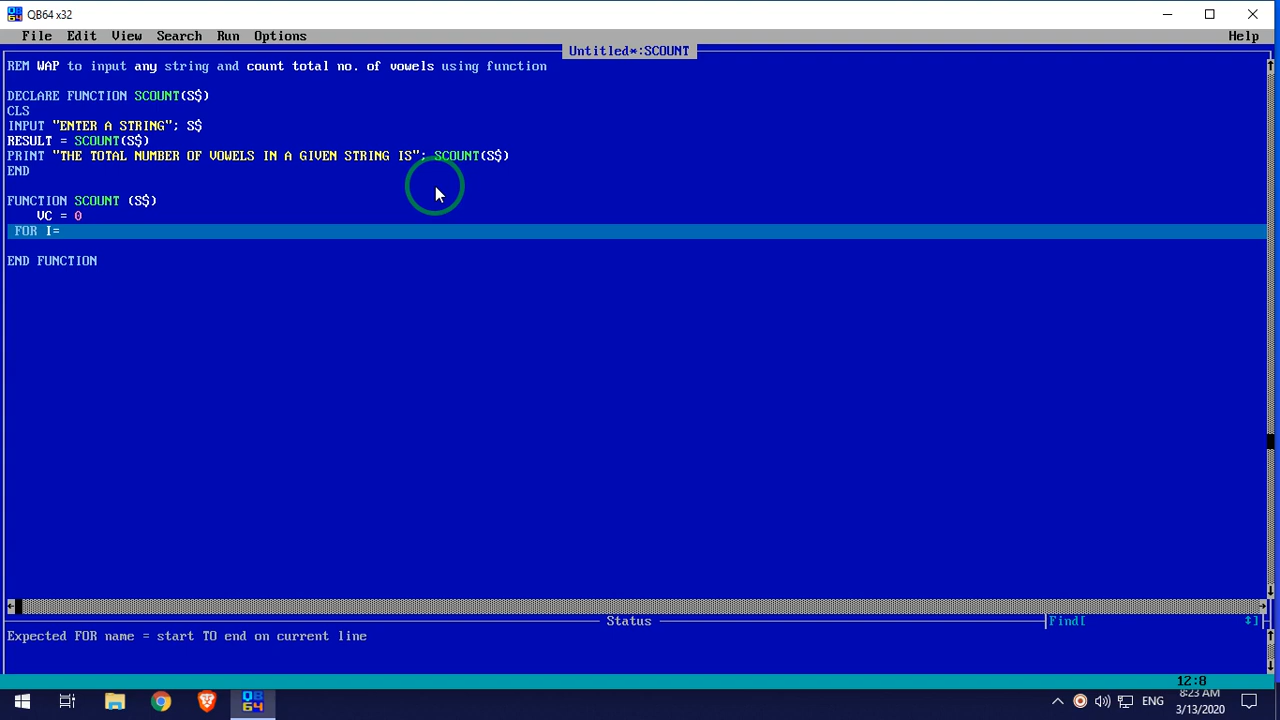 QB64 x32
File Edit View Search Run Options Help
Untitled*:SCOUNT
REM WAP to input any string and count total no. of vowels using function
DECLARE FUNCTION SCOUNT(S$)
CLS
INPUT "ENTER A STRING"; S$
RESULT = SCOUNT(S$)
PRINT "THE TOTAL NUMBER OF VOWELS IN A GIVEN STRING IS"; SCOUNT(S$)
END
FUNCTION SCOUNT (S$)
VC = 0
FOR I=
END FUNCTION
Status
Find[ ]
Expected FOR name = start TO end on current line
12:8
QB 64
ENG
8:23 AM
3/13/2020